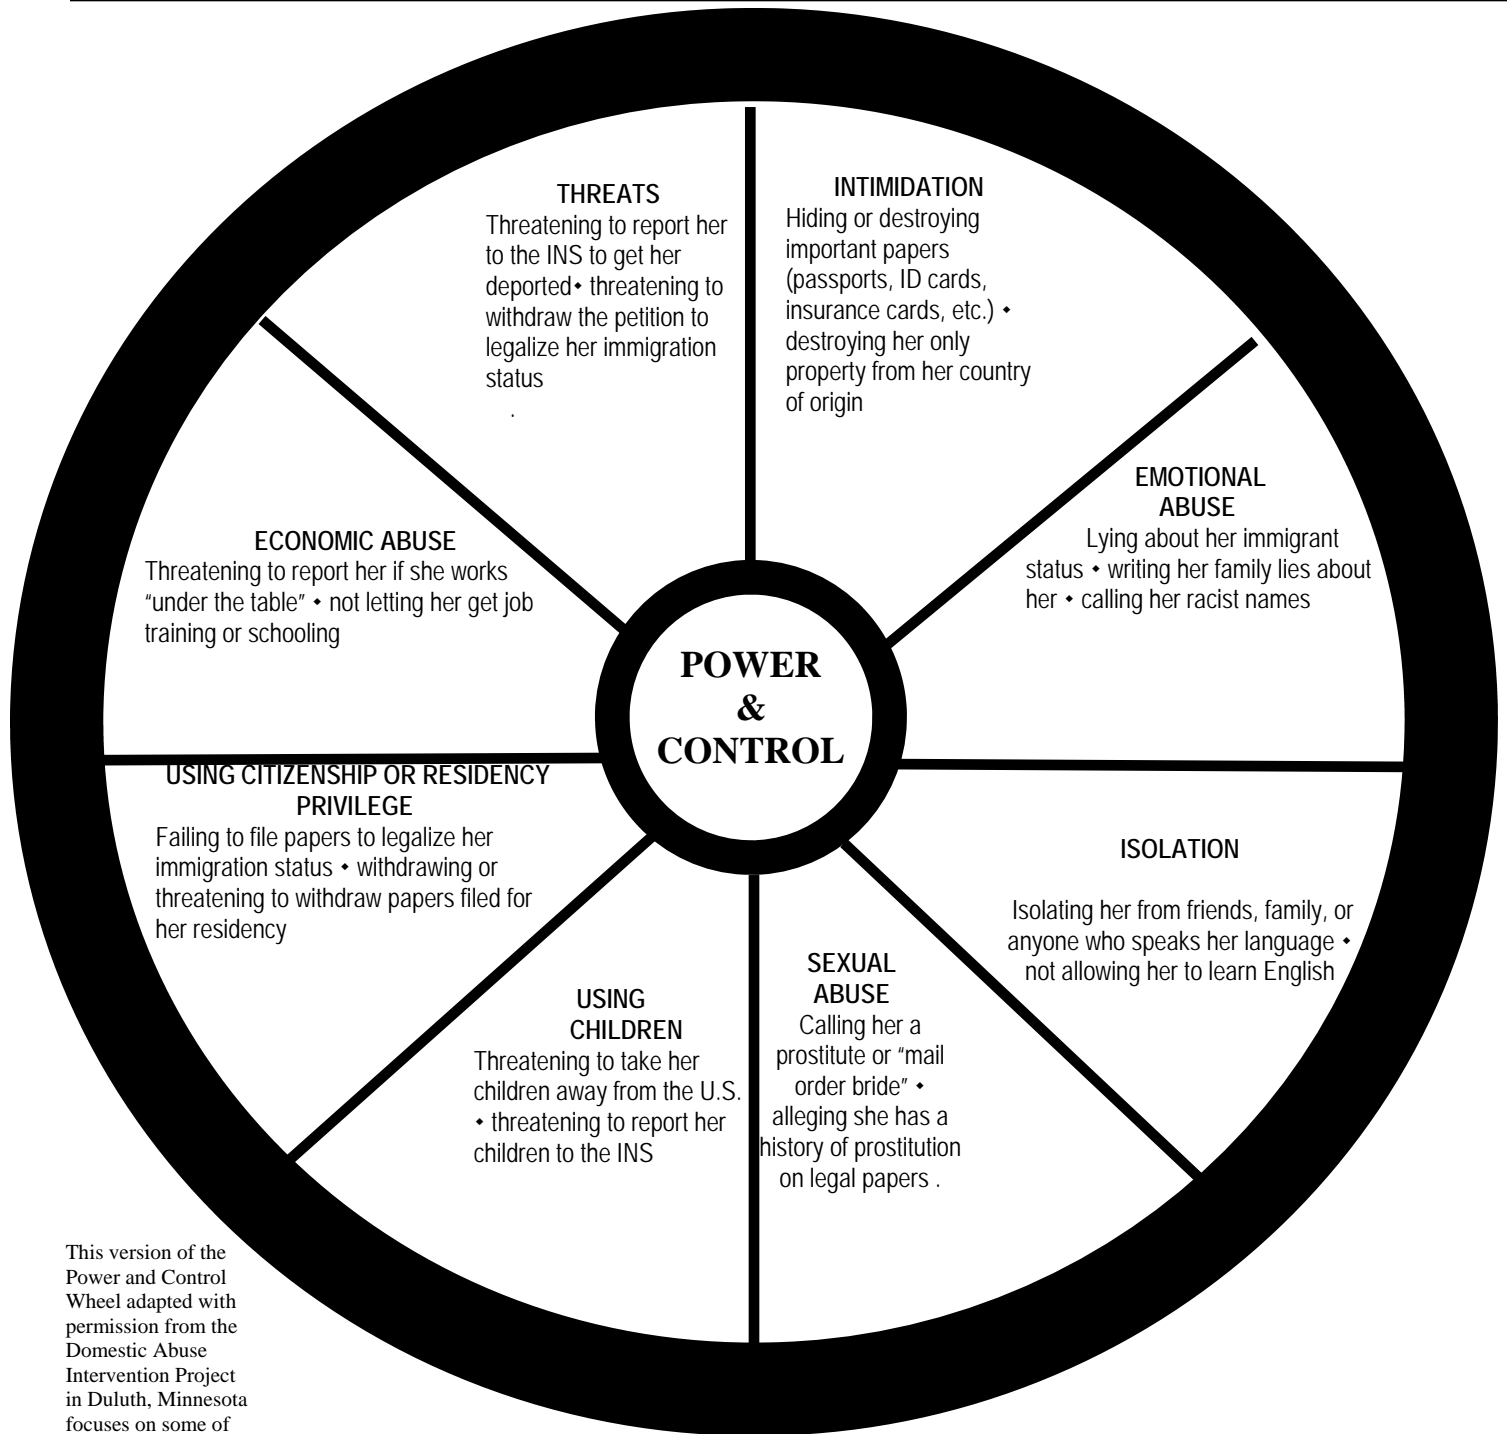 THREATS
Threatening to report her
to the INS to get her
deported• threatening to
withdraw the petition to
legalize her immigration
status
.
INTIMIDATION
Hiding or destroying
important papers
(passports, ID cards,
insurance cards, etc.) •
destroying her only
property from her country
of origin
EMOTIONAL
ABUSE
Lying about her immigrant
status • writing her family lies about
her • calling her racist names
ECONOMIC ABUSE
Threatening to report her if she works
“under the table” • not letting her get job
training or schooling
POWER
&
CONTROL
USING CITIZENSHIP OR RESIDENCY
PRIVILEGE
Failing to file papers to legalize her
immigration status • withdrawing or
threatening to withdraw papers filed for
her residency
ISOLATION
Isolating her from friends, family, or
anyone who speaks her language •
not allowing her to learn English
USING
CHILDREN
Threatening to take her
children away from the U.S.
• threatening to report her
children to the INS
SEXUAL
ABUSE
Calling her a
prostitute or “mail
order bride” •
alleging she has a
history of prostitution
on legal papers .
This version of the
Power and Control
Wheel adapted with
permission from the
Domestic Abuse
Intervention Project
in Duluth, Minnesota
focuses on some of